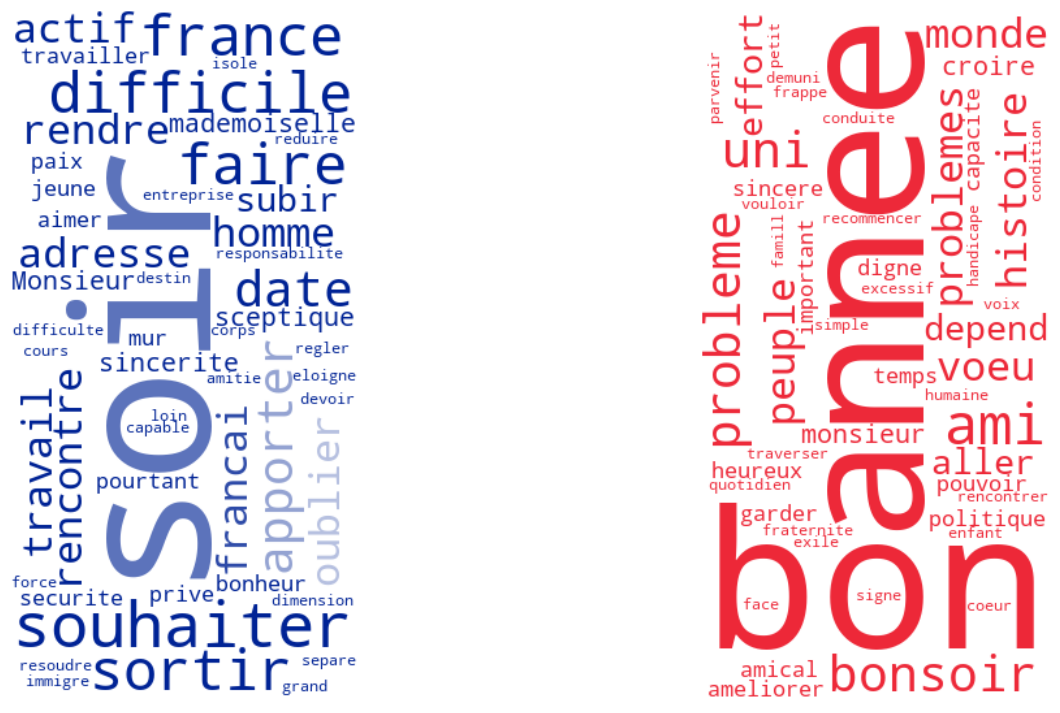 actif
france
travailler
isole
difficile
rendre
mademoiselle
reduire
paix
faire
jeune
entreprise
subir
aimer
homme
adresse
responsabilite
Monsieur
destin
date
sceptique
difficulte
corps
mur
cours
regler
sincerite
amitie
eloigne
devoir
soir
loin
capable
travail
rencontre
francai
apporter
oublier
pourtant
force
bonheur
securite
prive
dimension
souhaiter
resoudre
separe
immigre
sortir
grand
parvenir
effort
petit
demuni
frappe
conduite
monde
croire
uni
problemes
capacite
histoire
condition
sincere
vouloir
recommencer
handicape
probleme
famill
important
peuple
digne
excessif
voix
simple
depend
annee
temps
voeu
humaine
monsieur
ami
traverser
heureux
aller
quotidien
pouvoir
rencontrer
garder
politique
fraternite
enfant
exile
bon
face
signe
coeur
amical
bonsoir
ameliorer